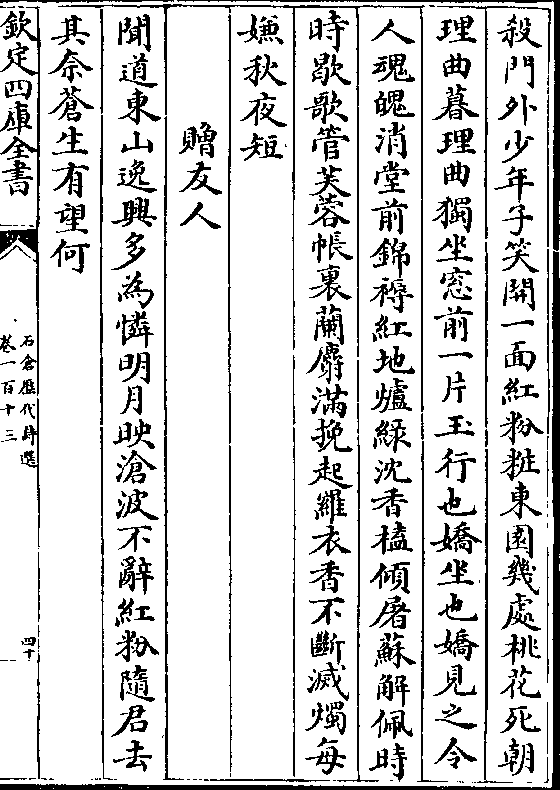 殺門外少年子笑開一面紅粉粧東園幾處桃花死朝
理曲暮理曲獨坐窓前一片玉行也嬌坐也嬌見之令
人魂魄消堂前錦褥紅地爐綠沈香榼傾屠蘇解佩時
時歇歌管芙蓉帳裏蘭麝滿挽起羅衣香不斷滅燭每
嫌秋夜短
贈友人
聞道東山逸興多為憐明月映滄波不辭紅粉隨君去
其奈蒼生有望何
欽定四庫全書
石倉歷代詩選
卷一百十三
四十